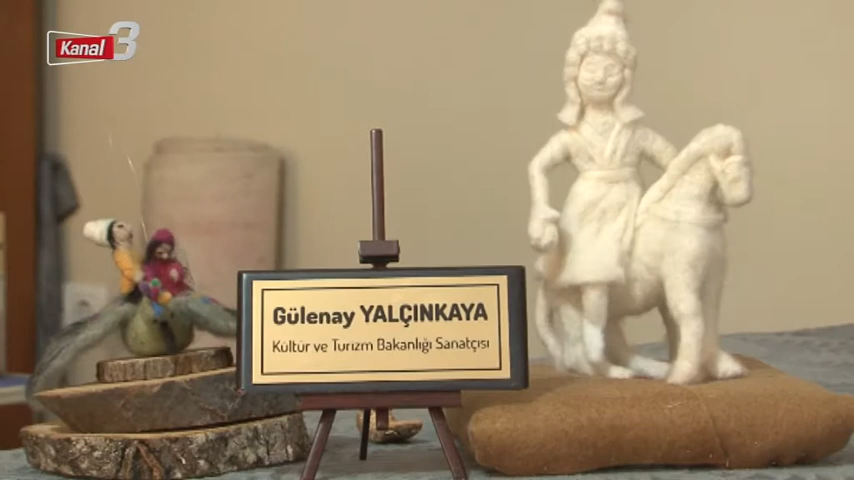 Kanal 3
Gülenay YALÇINKAYA
Kültür ve Turizm Bakanlığı Sanatçısı